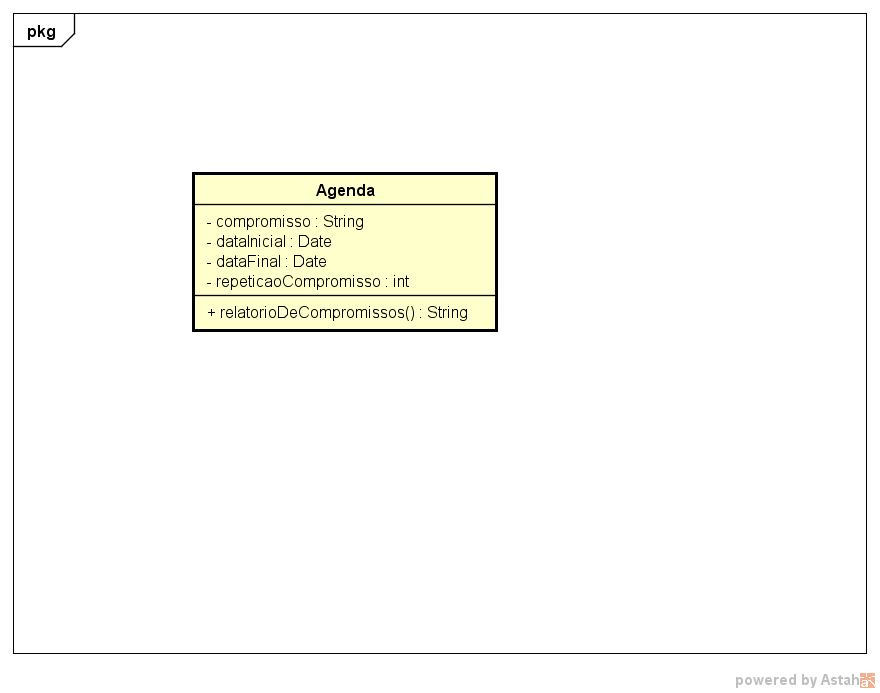 pkg
Agenda
- compromisso : String
- dataInicial : Date
- dataFinal : Date
- repeticaoCompromisso : int
+ relatorioDeCompromissos() : String
powered by Astah